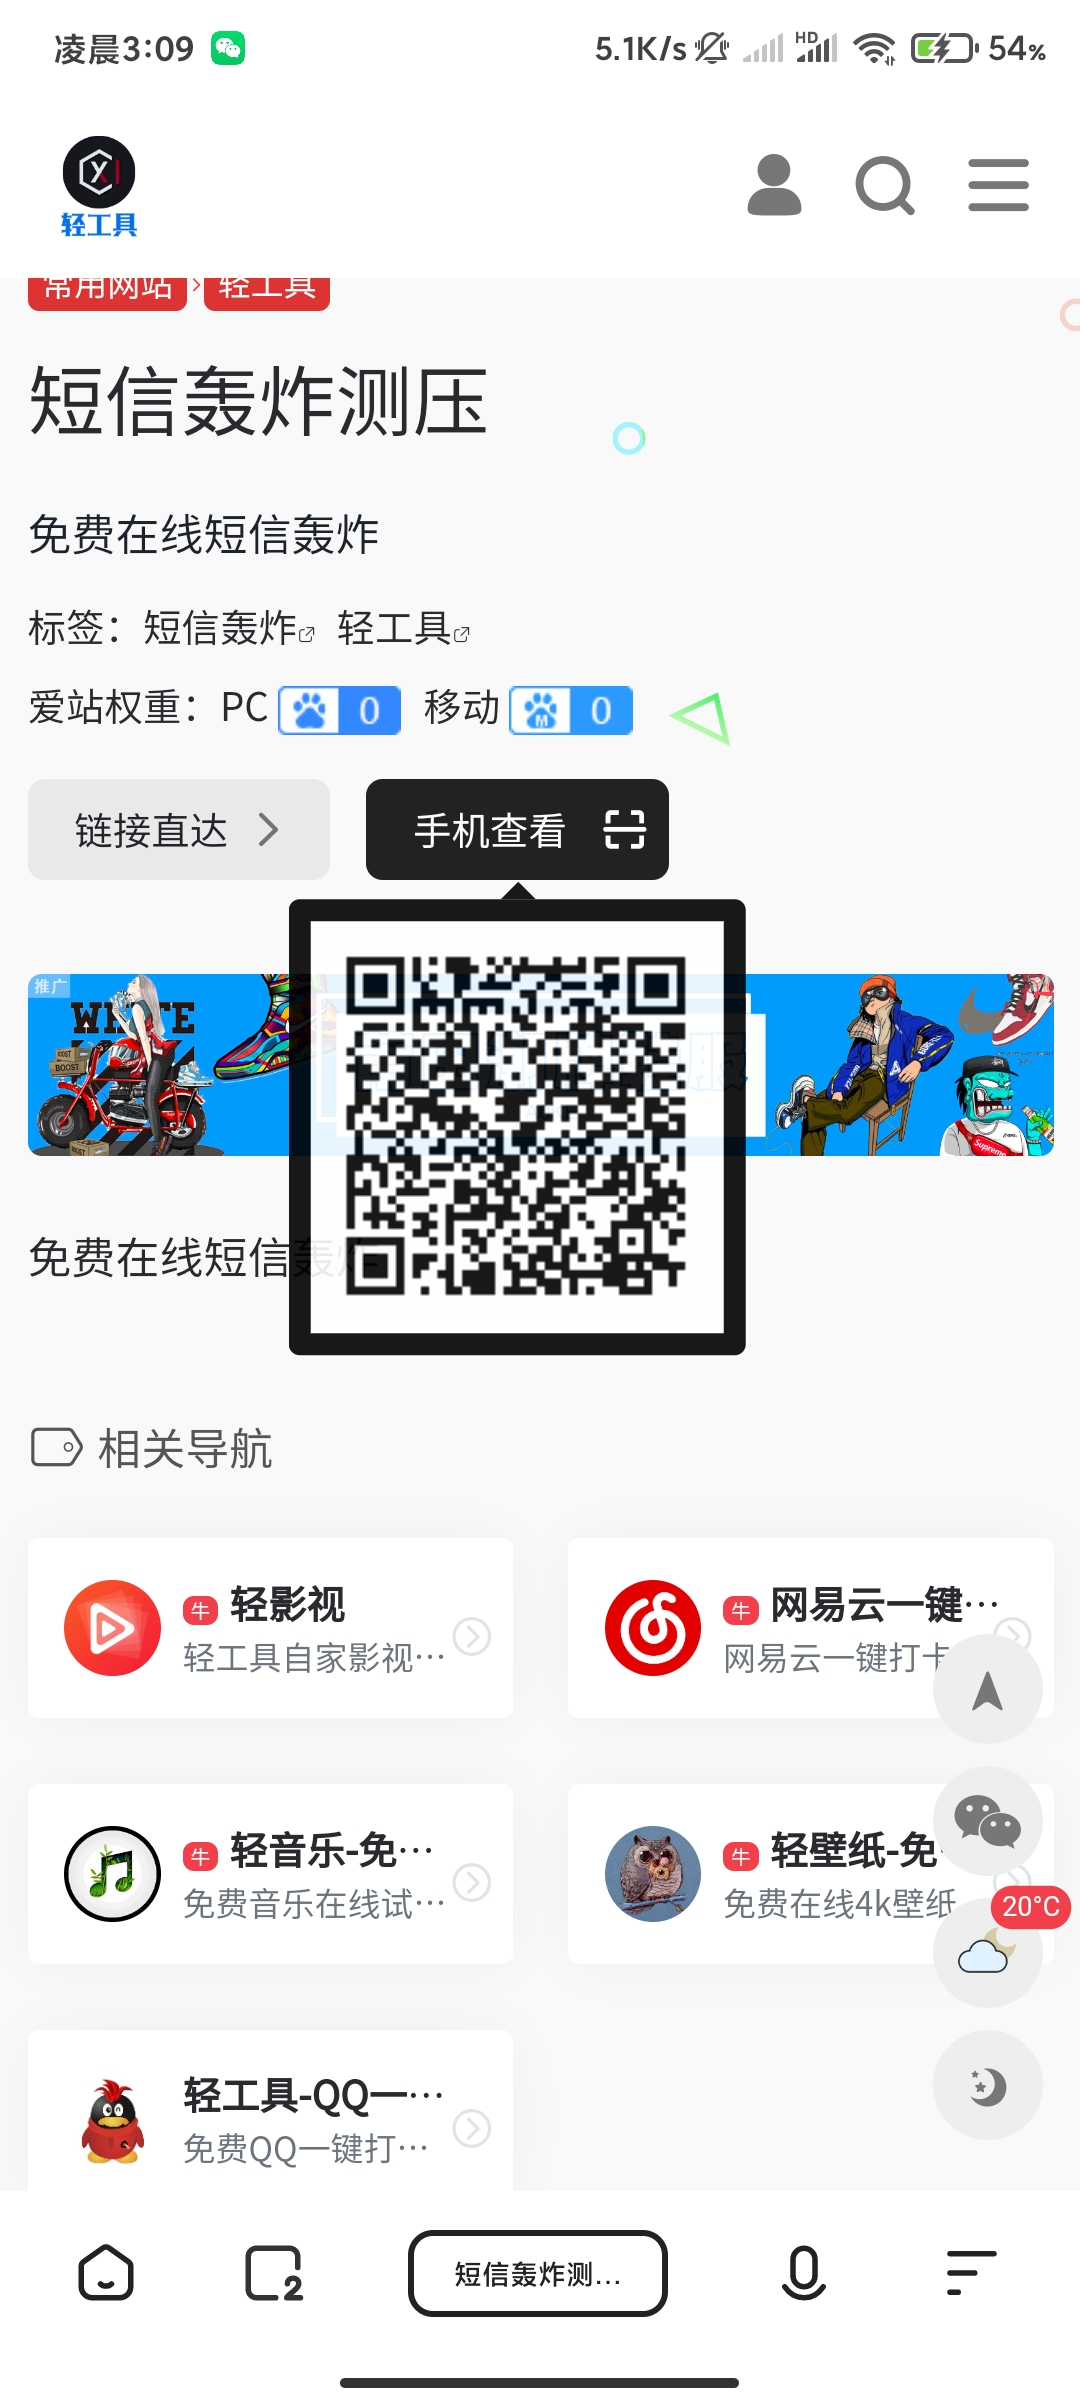 凌晨3:09
5.1K/s
HD
54%
轻工具
常用网站 › 轻工具
短信轰炸测压
免费在线短信轰炸
标签：短信轰炸 轻工具
爱站权重：PC 0 移动 0
链接直达
手机查看
推广
免费在线短信轰炸
相关导航
牛 轻影视
轻工具自家影视…
牛 网易云一键…
网易云一键打卡
牛 轻音乐-免…
免费音乐在线试…
牛 轻壁纸-免
免费在线4k壁纸
20°C
轻工具-QQ一…
免费QQ一键打…
2
短信轰炸测...